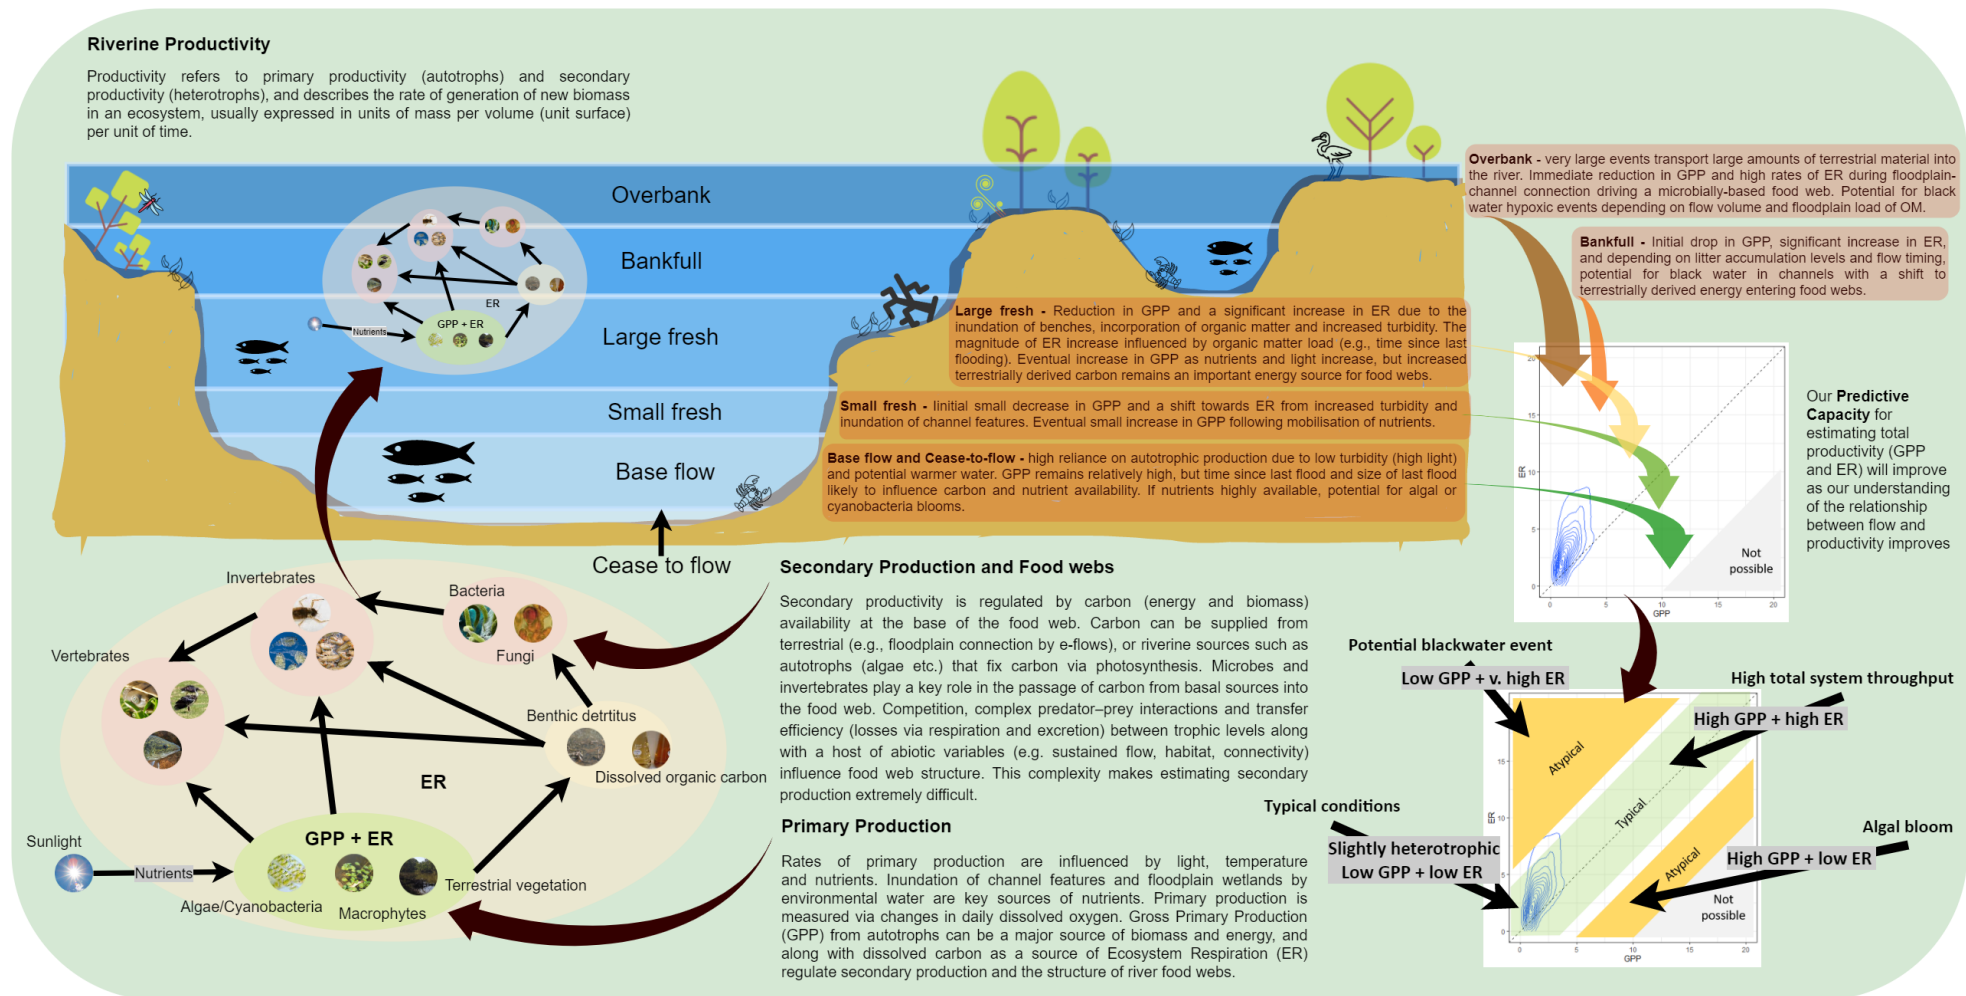 Riverine Productivity
Productivity refers to primary productivity (autotrophs) and secondary
productivity (heterotrophs), and describes the rate of generation of new biomass
in an ecosystem, usually expressed in units of mass per volume (unit surface)
per unit of time.
Overbank
Bankfull
Large fresh
Small fresh
Base flow
Cease to flow
ER
GPP + ER
Nutrients
Overbank - very large events transport large amounts of terrestrial material into
the river. Immediate reduction in GPP and high rates of ER during floodplain-
channel connection driving a microbially-based food web. Potential for black
water hypoxic events depending on flow volume and floodplain load of OM.
Bankfull - Initial drop in GPP, significant increase in ER,
and depending on litter accumulation levels and flow timing,
potential for black water in channels with a shift to
terrestrially derived energy entering food webs.
Large fresh - Reduction in GPP and a significant increase in ER due to the
inundation of benches, incorporation of organic matter and increased turbidity. The
magnitude of ER increase influenced by organic matter load (e.g., time since last
flooding). Eventual increase in GPP as nutrients and light increase, but increased
terrestrially derived carbon remains an important energy source for food webs.
Small fresh - Iinitial small decrease in GPP and a shift towards ER from increased turbidity and
inundation of channel features. Eventual small increase in GPP following mobilisation of nutrients.
Base flow and Cease-to-flow - high reliance on autotrophic production due to low turbidity (high light)
and potential warmer water. GPP remains relatively high, but time since last flood and size of last flood
likely to influence carbon and nutrient availability. If nutrients highly available, potential for algal or
cyanobacteria blooms.
20
15
10
5
0
ER
0 5 10 15 20
GPP
Not
possible
Our Predictive
Capacity for
estimating total
productivity (GPP
and ER) will improve
as our understanding
of the relationship
between flow and
productivity improves
Invertebrates
Bacteria
Fungi
Vertebrates
Benthic detrtitus
Dissolved organic carbon
ER
GPP + ER
Sunlight
Nutrients
Terrestrial vegetation
Algae/Cyanobacteria
Macrophytes
Secondary Production and Food webs
Secondary productivity is regulated by carbon (energy and biomass)
availability at the base of the food web. Carbon can be supplied from
terrestrial (e.g., floodplain connection by e-flows), or riverine sources such as
autotrophs (algae etc.) that fix carbon via photosynthesis. Microbes and
invertebrates play a key role in the passage of carbon from basal sources into
the food web. Competition, complex predator–prey interactions and transfer
efficiency (losses via respiration and excretion) between trophic levels along
with a host of abiotic variables (e.g. sustained flow, habitat, connectivity)
influence food web structure. This complexity makes estimating secondary
production extremely difficult.
Primary Production
Rates of primary production are influenced by light, temperature
and nutrients. Inundation of channel features and floodplain wetlands by
environmental water are key sources of nutrients. Primary production is
measured via changes in daily dissolved oxygen. Gross Primary Production
(GPP) from autotrophs can be a major source of biomass and energy, and
along with dissolved carbon as a source of Ecosystem Respiration (ER)
regulate secondary production and the structure of river food webs.
Potential blackwater event
Low GPP + v. high ER
High total system throughput
High GPP + high ER
Typical conditions
Slightly heterotrophic
Low GPP + low ER
Algal bloom
High GPP + low ER
Atypical
Typical
Atypical
Not
possible
15
10
5
0
ER
0 5 10 15 20
GPP